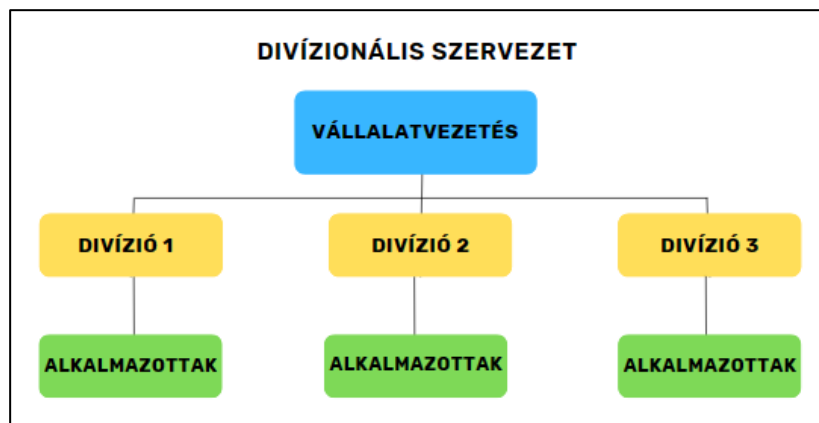 DIVÍZIONÁLIS SZERVEZET
VÁLLALATVEZETÉS
DIVÍZIÓ 1
DIVÍZIÓ 2
DIVÍZIÓ 3
ALKALMAZOTTAK
ALKALMAZOTTAK
ALKALMAZOTTAK